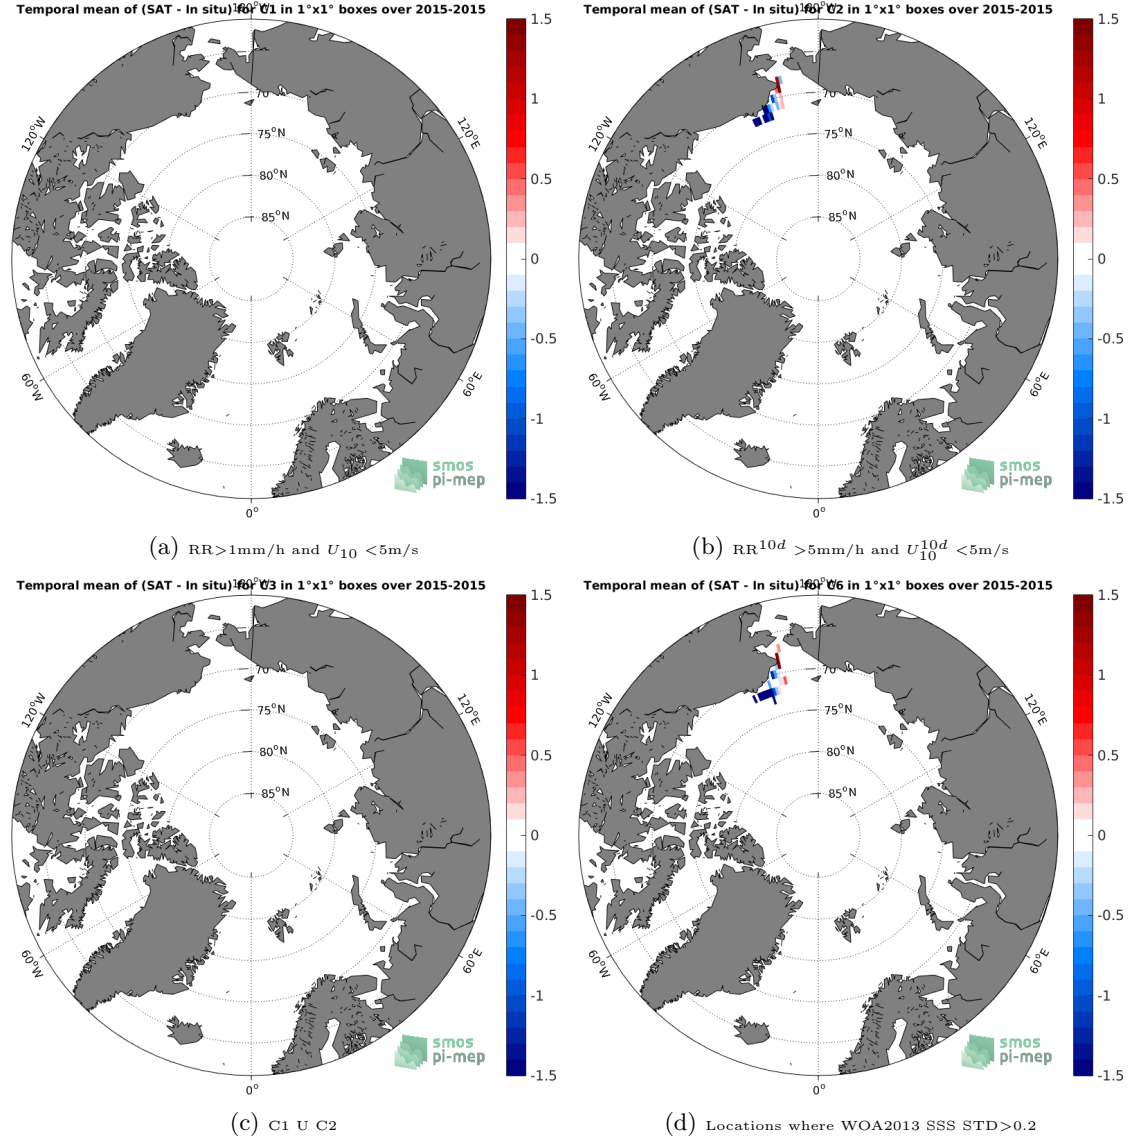 Temporal mean of (SAT - In situ) for C1 in 1°x1° boxes over 2015-2015
180°W
120°W
120°E
60°W
60°E
0°
70
75°N
80°N
85°N
1.5
1
0.5
0
-0.5
-1
-1.5
smos
pi-mep
(a) RR>1mm/h and U10 <5m/s
Temporal mean of (SAT - In situ) for C2 in 1°x1° boxes over 2015-2015
180°W
120°W
120°E
60°W
60°E
0°
70
75°N
80°N
85°N
1.5
1
0.5
0
-0.5
-1
-1.5
smos
pi-mep
(b) RR10d >5mm/h and U10d10 <5m/s
Temporal mean of (SAT - In situ) for C3 in 1°x1° boxes over 2015-2015
180°W
120°W
120°E
60°W
60°E
0°
70
75°N
80°N
85°N
1.5
1
0.5
0
-0.5
-1
-1.5
smos
pi-mep
(c) C1 U C2
Temporal mean of (SAT - In situ) for C6 in 1°x1° boxes over 2015-2015
180°W
120°W
120°E
60°W
60°E
0°
70
75°N
80°N
85°N
1.5
1
0.5
0
-0.5
-1
-1.5
smos
pi-mep
(d) Locations where WOA2013 SSS STD>0.2